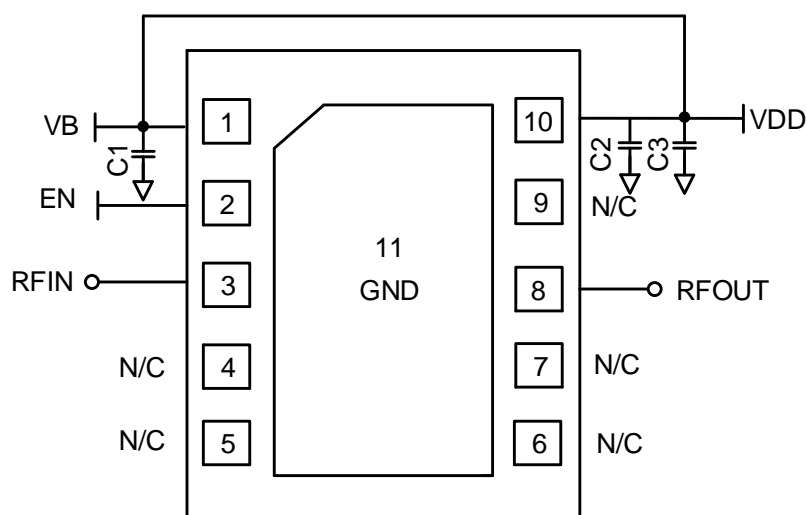 VB
C1
1
10
C2
C3
VDD
EN
2
9
N/C
RFIN
3
11
GND
8
RFOUT
N/C
4
7
N/C
N/C
5
6
N/C